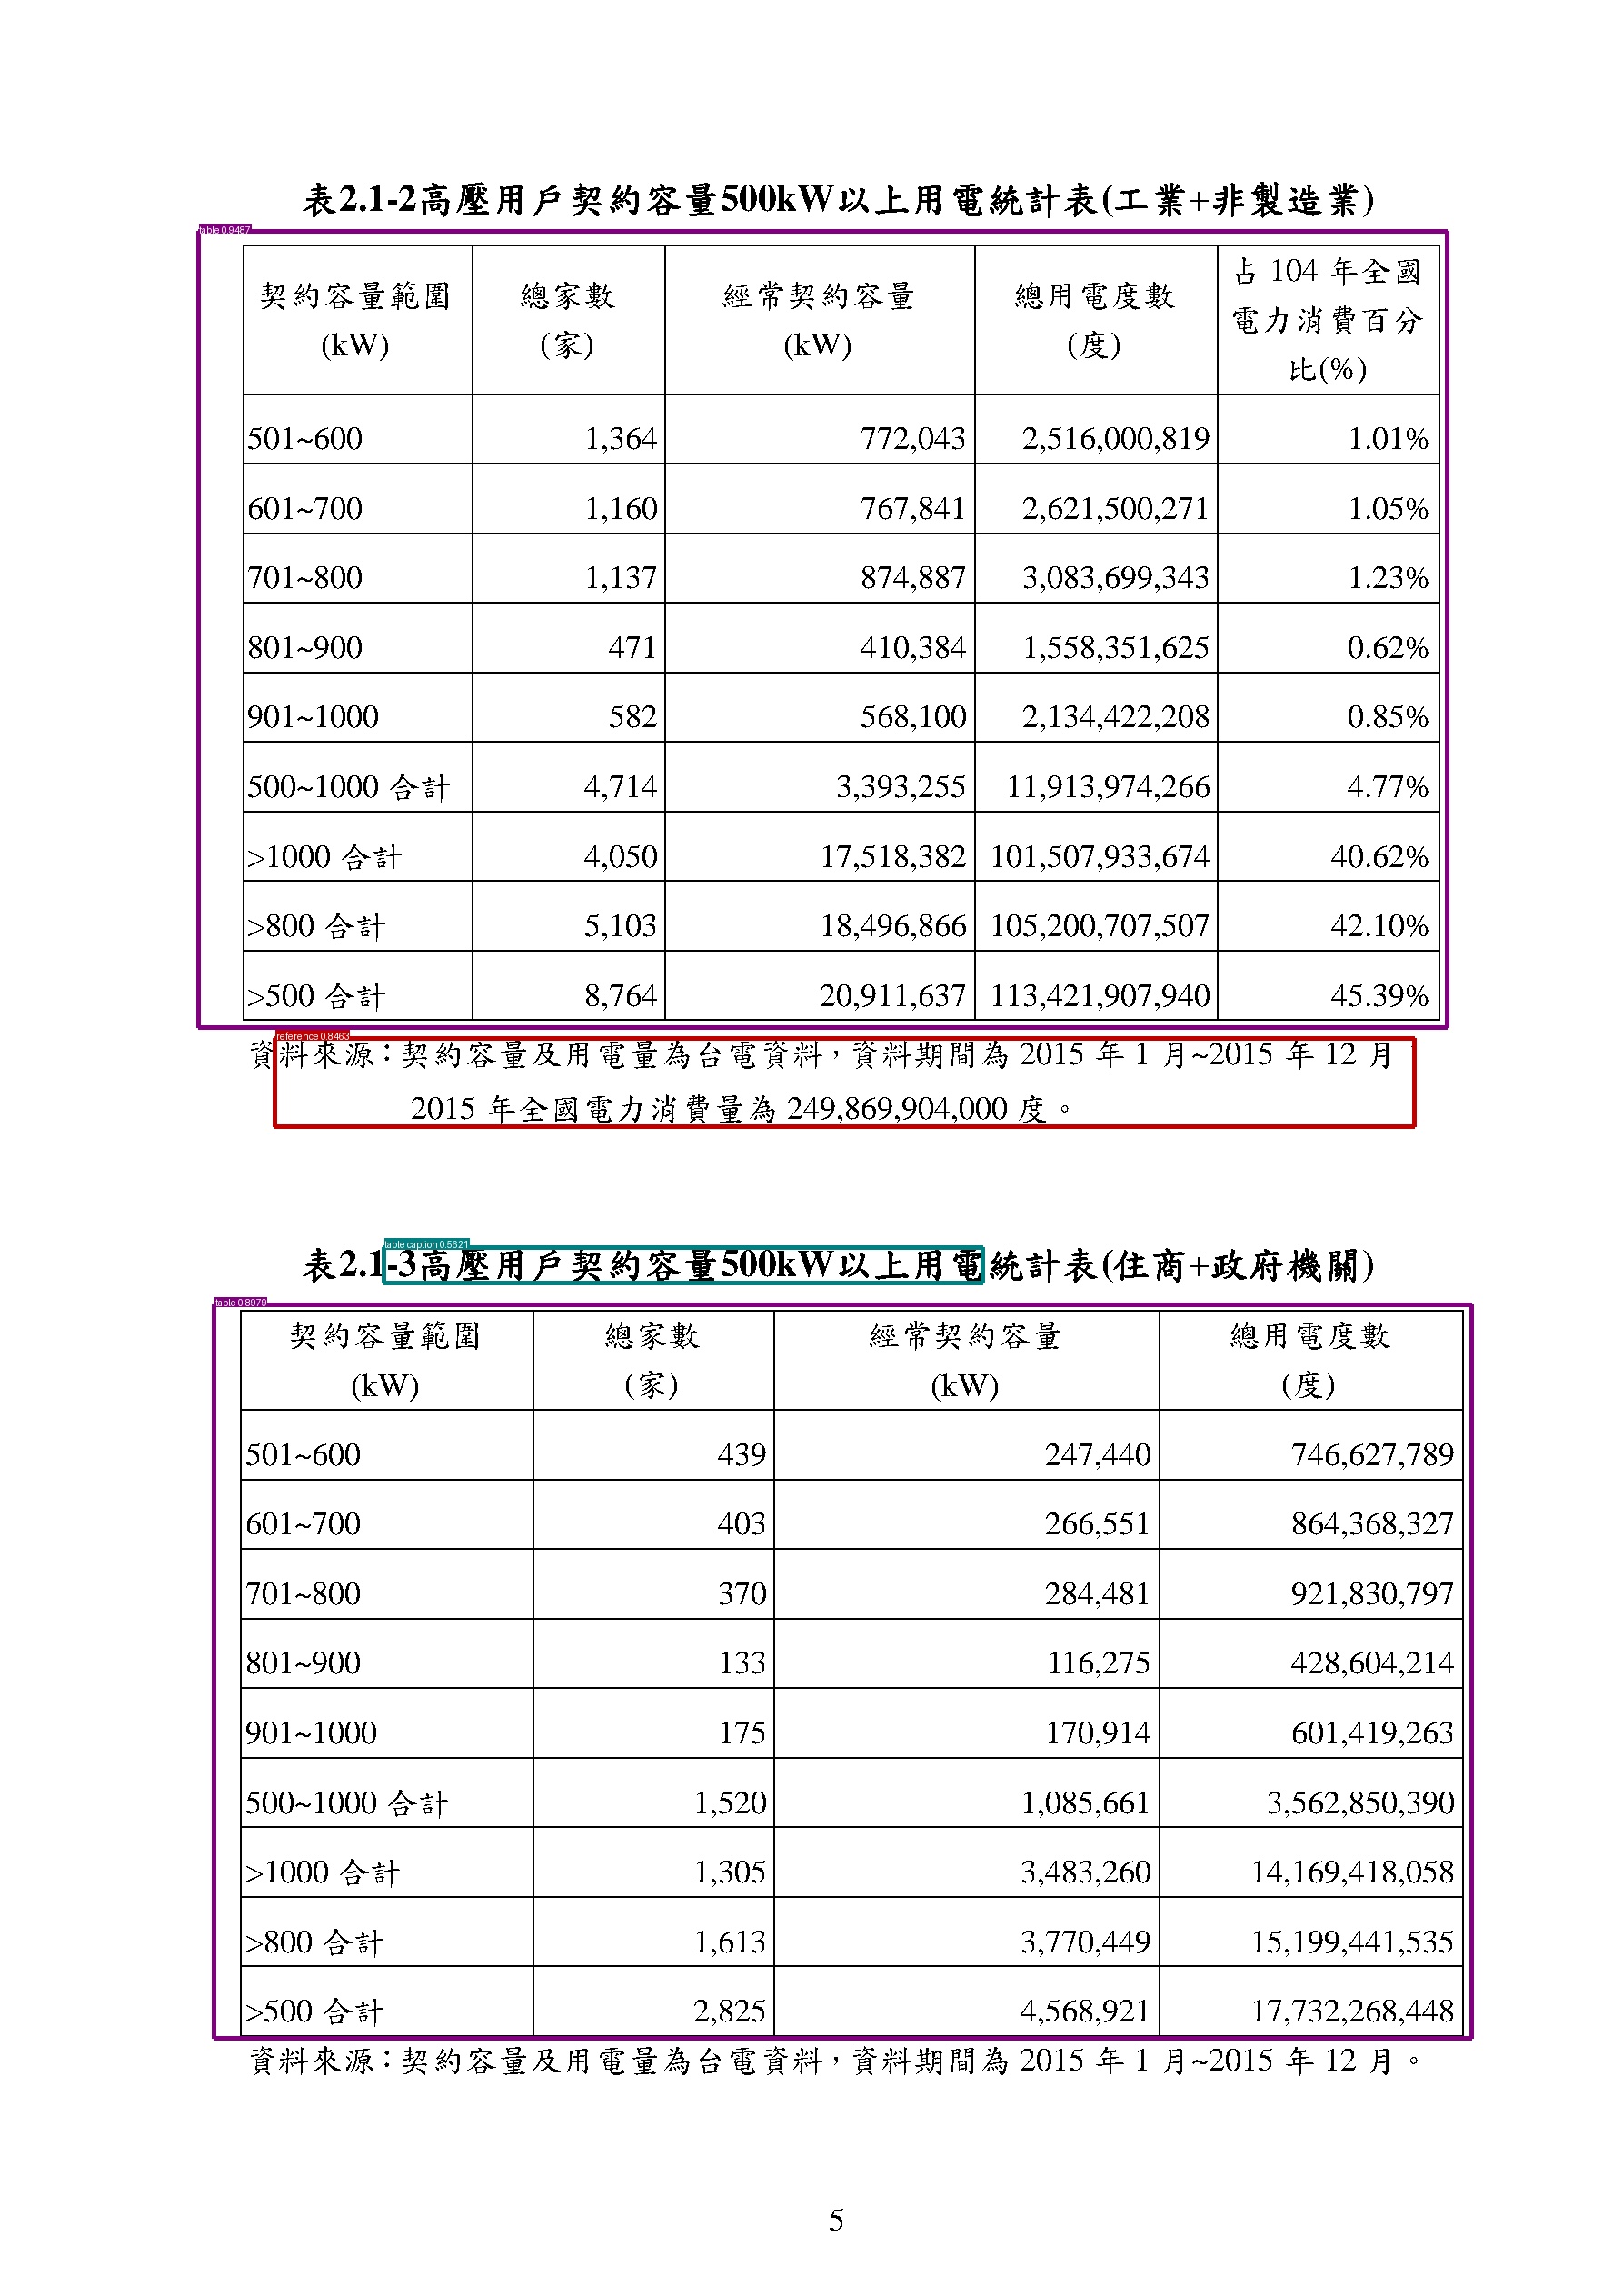 表2.1-2高壓用戶契約容量500kW以上用電統計表(工業+非製造業)
table 0.9487
契約容量範圍(kW) 總家數(家) 經常契約容量(kW) 總用電度數(度) 占 104 年全國電力消費百分比(%)
501~600 1,364 772,043 2,516,000,819 1.01%
601~700 1,160 767,841 2,621,500,271 1.05%
701~800 1,137 874,887 3,083,699,343 1.23%
801~900 471 410,384 1,558,351,625 0.62%
901~1000 582 568,100 2,134,422,208 0.85%
500~1000 合計 4,714 3,393,255 11,913,974,266 4.77%
>1000 合計 4,050 17,518,382 101,507,933,674 40.62%
>800 合計 5,103 18,496,866 105,200,707,507 42.10%
>500 合計 8,764 20,911,637 113,421,907,940 45.39%
reference 0.8463
資料來源：契約容量及用電量為台電資料，資料期間為 2015 年 1 月~2015 年 12 月
2015 年全國電力消費量為 249,869,904,000 度。
table caption 0.5621
表2.1-3高壓用戶契約容量500kW以上用電統計表(住商+政府機關)
table 0.8979
契約容量範圍(kW) 總家數(家) 經常契約容量(kW) 總用電度數(度)
501~600 439 247,440 746,627,789
601~700 403 266,551 864,368,327
701~800 370 284,481 921,830,797
801~900 133 116,275 428,604,214
901~1000 175 170,914 601,419,263
500~1000 合計 1,520 1,085,661 3,562,850,390
>1000 合計 1,305 3,483,260 14,169,418,058
>800 合計 1,613 3,770,449 15,199,441,535
>500 合計 2,825 4,568,921 17,732,268,448
資料來源：契約容量及用電量為台電資料，資料期間為 2015 年 1 月~2015 年 12 月。
5